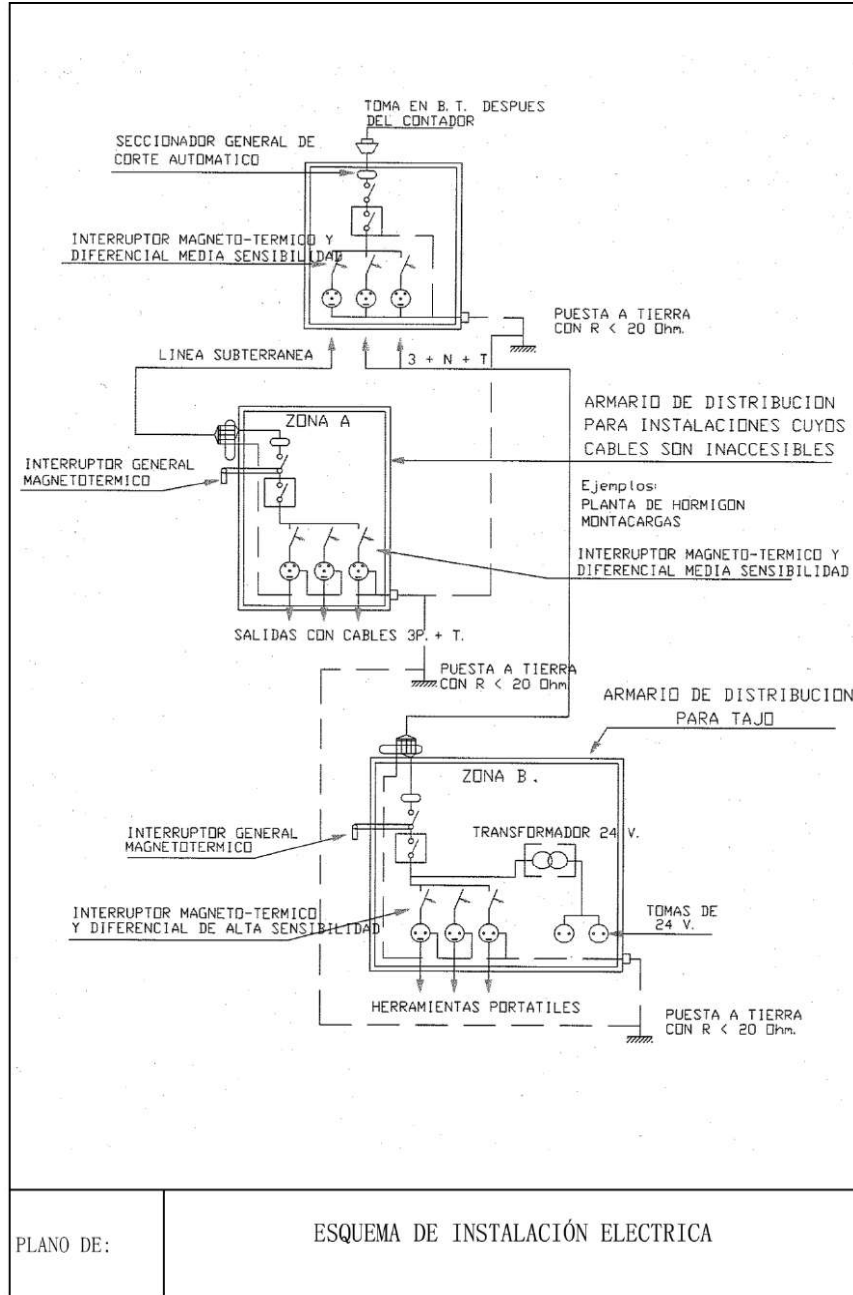 TOMA EN B. T. DESPUES
DEL CONTADOR
SECCIONADOR GENERAL DE
CORTE AUTOMATICO
INTERRUPTOR MAGNETO-TERMICO Y
DIFERENCIAL MEDIA SENSIBILIDAD
PUESTA A TIERRA
CON R < 20 Ohm.
LINEA SUBTERRANEA
3 + N + T
ZONA A
ARMARIO DE DISTRIBUCION
PARA INSTALACIONES CUYOS
CABLES SON INACCESIBLES
INTERRUPTOR GENERAL
MAGNETOTERMICO
Ejemplos:
PLANTA DE HORMIGON
MONTACARGAS
INTERRUPTOR MAGNETO-TERMICO Y
DIFERENCIAL MEDIA SENSIBILIDAD
SALIDAS CON CABLES 3P. + T.
PUESTA A TIERRA
CON R < 20 Ohm
ARMARIO DE DISTRIBUCION
PARA TAJO
ZONA B.
INTERRUPTOR GENERAL
MAGNETOTERMICO
TRANSFORMADOR 24 V.
INTERRUPTOR MAGNETO-TERMICO
Y DIFERENCIAL DE ALTA SENSIBILIDAD
TOMAS DE
24 V.
HERRAMIENTAS PORTATILES
PUESTA A TIERRA
CON R < 20 Ohm.
PLANO DE:
ESQUEMA DE INSTALACIÓN ELECTRICA